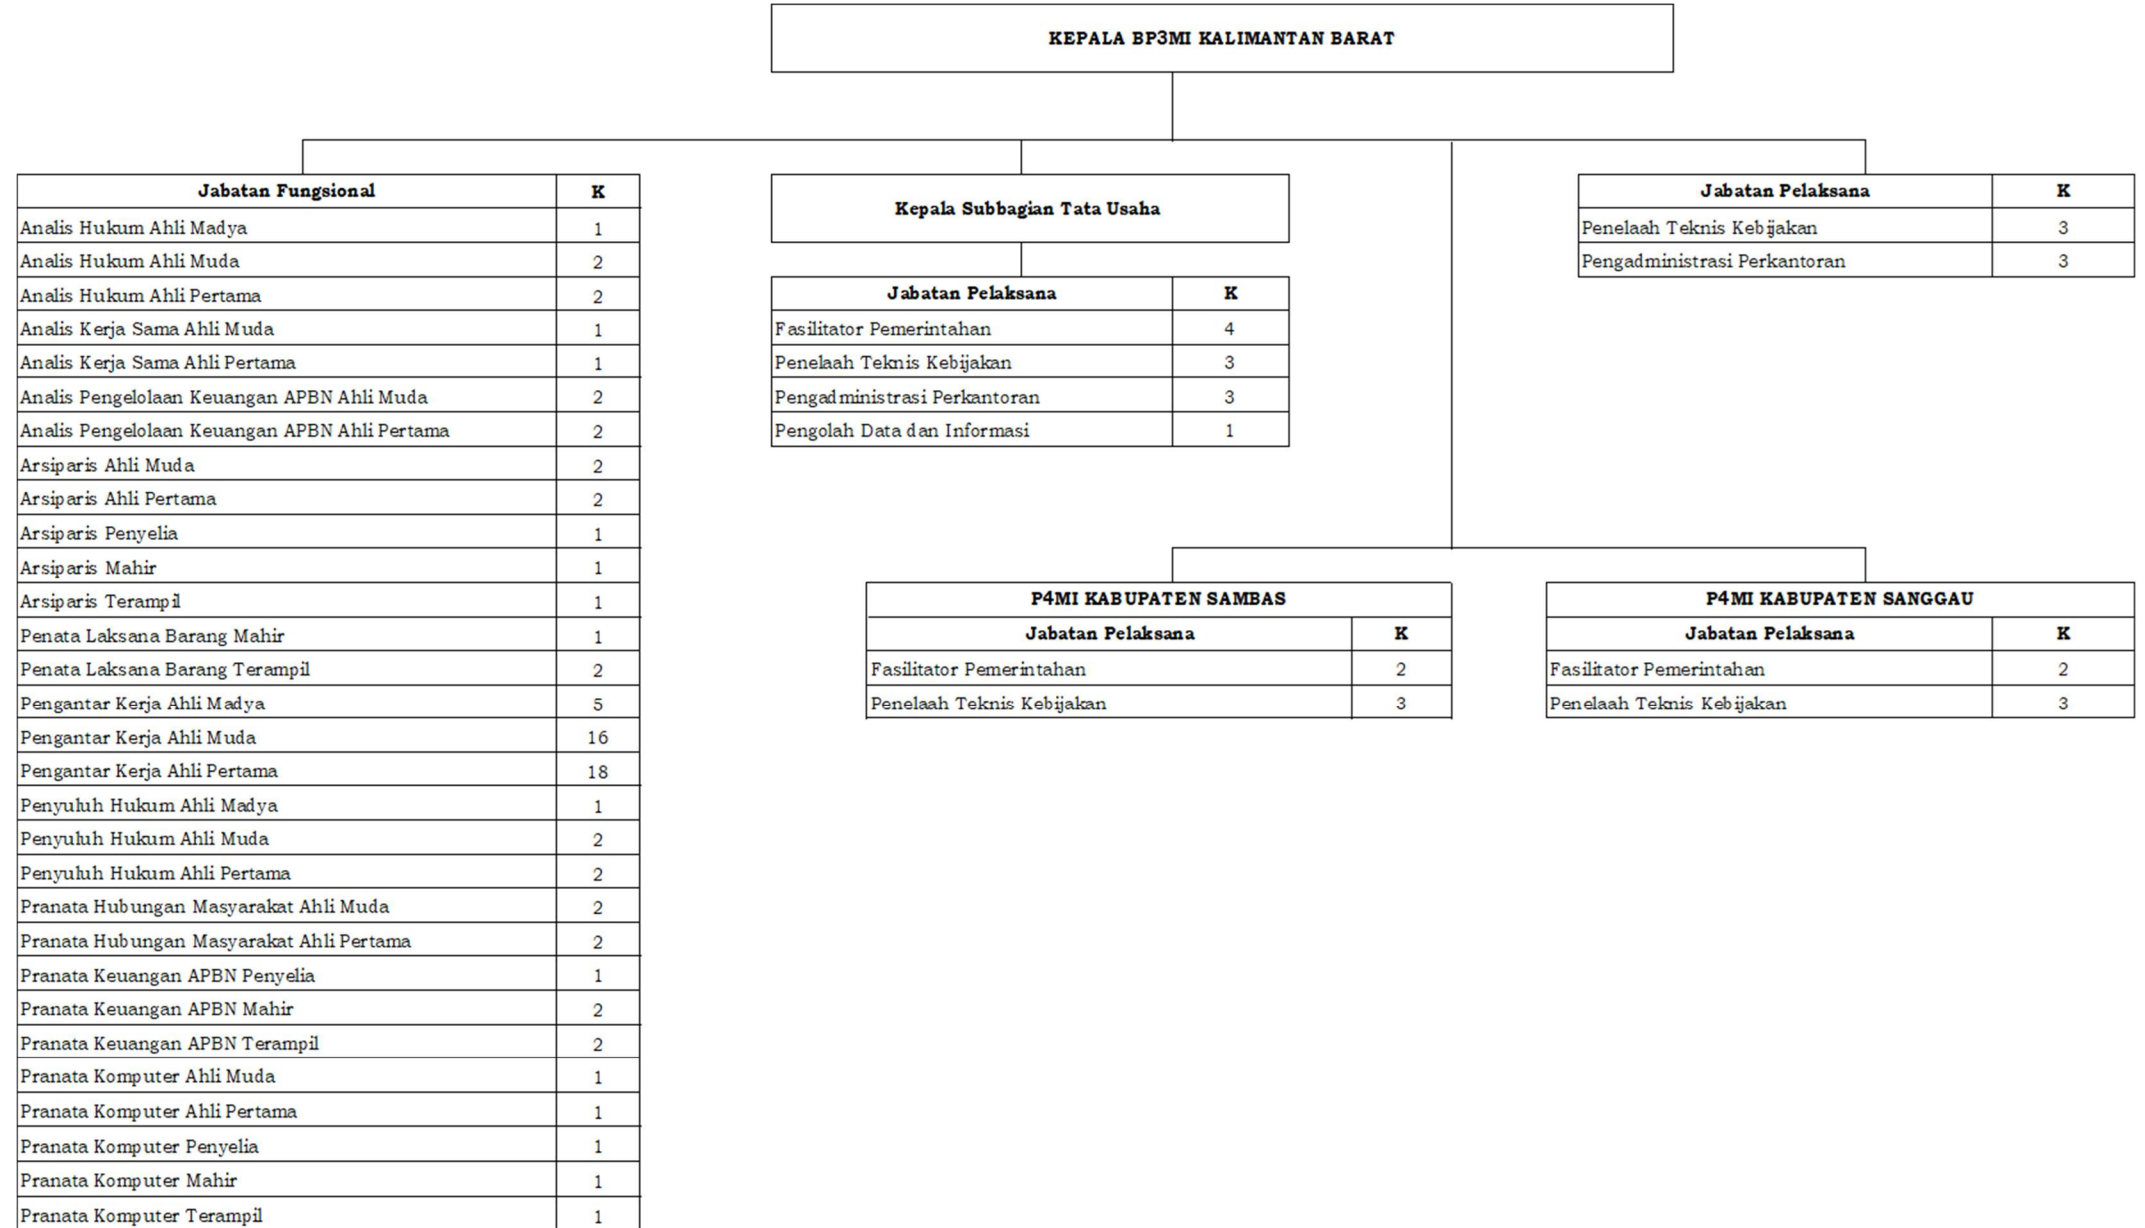 KEPALA BP3MI KALIMANTAN BARAT
Jabatan Fungsional K
Analis Hukum Ahli Madya 1
Analis Hukum Ahli Muda 2
Analis Hukum Ahli Pertama 2
Analis Kerja Sama Ahli Muda 1
Analis Kerja Sama Ahli Pertama 1
Analis Pengelolaan Keuangan APBN Ahli Muda 2
Analis Pengelolaan Keuangan APBN Ahli Pertama 2
Arsiparis Ahli Muda 2
Arsiparis Ahli Pertama 2
Arsiparis Penyelia 1
Arsiparis Mahir 1
Arsiparis Terampil 1
Penata Laksana Barang Mahir 1
Penata Laksana Barang Terampil 2
Pengantar Kerja Ahli Madya 5
Pengantar Kerja Ahli Muda 16
Pengantar Kerja Ahli Pertama 18
Penyuluh Hukum Ahli Madya 1
Penyuluh Hukum Ahli Muda 2
Penyuluh Hukum Ahli Pertama 2
Pranata Hubungan Masyarakat Ahli Muda 2
Pranata Hubungan Masyarakat Ahli Pertama 2
Pranata Keuangan APBN Penyelia 1
Pranata Keuangan APBN Mahir 2
Pranata Keuangan APBN Terampil 2
Pranata Komputer Ahli Muda 1
Pranata Komputer Ahli Pertama 1
Pranata Komputer Penyelia 1
Pranata Komputer Mahir 1
Pranata Komputer Terampil 1
Kepala Subbagian Tata Usaha
Jabatan Pelaksana K
Fasilitator Pemerintahan 4
Penelaah Teknis Kebijakan 3
Pengadministrasi Perkantoran 3
Pengolah Data dan Informasi 1
Jabatan Pelaksana K
Penelaah Teknis Kebijakan 3
Pengadministrasi Perkantoran 3
P4MI KABUPATEN SAMBAS
Jabatan Pelaksana K
Fasilitator Pemerintahan 2
Penelaah Teknis Kebijakan 3
P4MI KABUPATEN SANGGAU
Jabatan Pelaksana K
Fasilitator Pemerintahan 2
Penelaah Teknis Kebijakan 3